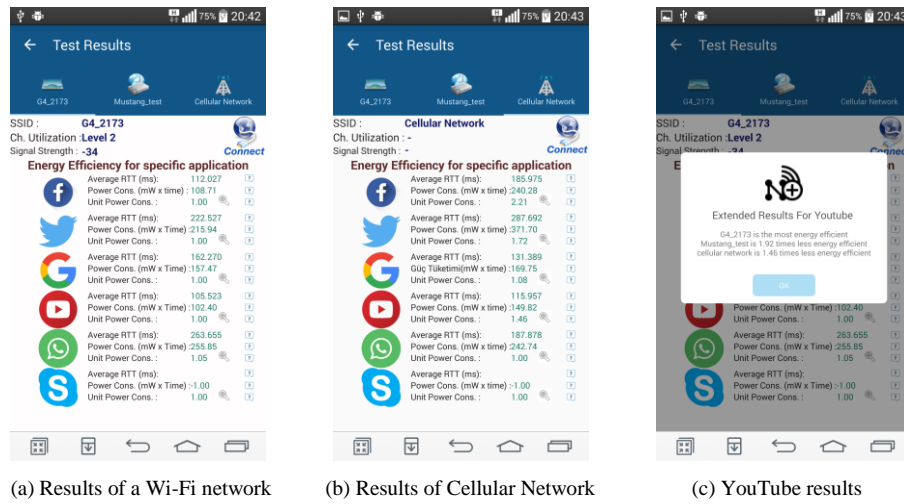 75% 20:42
Test Results
G4_2173 Mustang_test Cellular Network
SSID : G4_2173
Ch. Utilization :Level 2
Signal Strength : -34 Connect
Energy Efficiency for specific application
Average RTT (ms): 112.027
Power Cons. (mW x time) : 108.71
Unit Power Cons. : 1.00
Average RTT (ms): 222.527
Power Cons. (mW x Time) :215.94
Unit Power Cons. : 1.00
Average RTT (ms): 162.270
Power Cons. (mW x Time) :157.47
Unit Power Cons. : 1.00
Average RTT (ms): 105.523
Power Cons. (mW x Time) :102.40
Unit Power Cons. : 1.00
Average RTT (ms): 263.655
Power Cons. (mW x Time) :255.85
Unit Power Cons. : 1.05
Average RTT (ms):
Power Cons. (mW x Time) :-1.00
Unit Power Cons. : 1.00
(a) Results of a Wi-Fi network
75% 20:43
Test Results
G4_2173 Mustang_test Cellular Network
SSID : Cellular Network
Ch. Utilization : -
Signal Strength : - Connect
Energy Efficiency for specific application
Average RTT (ms): 185.975
Power Cons. (mW x time) :240.28
Unit Power Cons. : 2.21
Average RTT (ms): 287.692
Power Cons. (mW x time) :371.70
Unit Power Cons. : 1.72
Average RTT (ms): 131.389
Güç Tüketimi(mW x time) :169.75
Unit Power Cons. : 1.08
Average RTT (ms): 115.957
Power Cons. (mW x time) :149.82
Unit Power Cons. : 1.46
Average RTT (ms): 187.878
Power Cons. (mW x time) :242.74
Unit Power Cons. : 1.00
Average RTT (ms):
Power Cons. (mW x time) :-1.00
Unit Power Cons. : 1.00
(b) Results of Cellular Network
75% 20:43
Test Results
G4_2173 Mustang_test Cellular Network
SSID : G4_2173
Ch. Utilization :Level 2
Signal Strength : -34 Connect
Extended Results For Youtube
G4_2173 is the most energy efficient
Mustang_test is 1.92 times less energy efficient
cellular network is 1.46 times less energy efficient
OK
Power Cons. (mW x Time) :102.40
Unit Power Cons. : 1.00
Average RTT (ms): 263.655
Power Cons. (mW x Time) :255.85
Unit Power Cons. : 1.05
Average RTT (ms):
Power Cons. (mW x Time) :-1.00
Unit Power Cons. : 1.00
(c) YouTube results